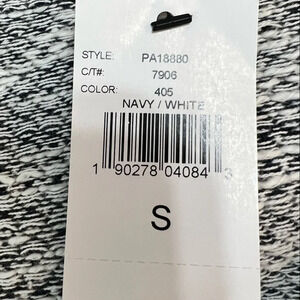 STYLE: PA18880
C/T#: 7906
COLOR: 405
NAVY / WHITE
1 90278 04084 3
S